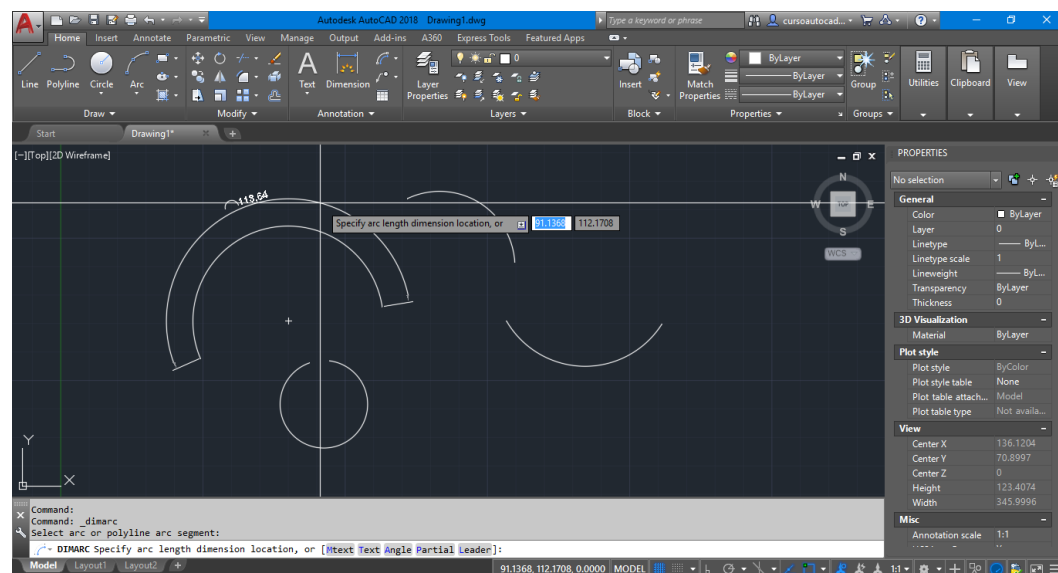 Autodesk AutoCAD 2018 Drawing1.dwg
Type a keyword or phrase
cursoautocad...
Home Insert Annotate Parametric View Manage Output Add-ins A360 Express Tools Featured Apps
0
ByLayer
ByLayer
ByLayer
Line Polyline Circle Arc
Text Dimension
Layer Properties
Insert
Match Properties
Group
Utilities Clipboard View
Draw Modify Annotation Layers Block Properties Groups
Start Drawing1* +
[−][Top][2D Wireframe]
N
W TOP E
S
WCS
113,64
Specify arc length dimension location, or 91.1368 112.1708
Y
X
PROPERTIES
No selection
General
Color ByLayer
Layer 0
Linetype ByL...
Linetype scale 1
Lineweight ByL...
Transparency ByLayer
Thickness 0
3D Visualization
Material ByLayer
Plot style
Plot style ByColor
Plot style table None
Plot table attach... Model
Plot table type Not availa...
View
Center X 136.1204
Center Y 70.8997
Center Z 0
Height 123.4074
Width 345.9996
Misc
Annotation scale 1:1
Command:
Command: _dimarc
Select arc or polyline arc segment:
DIMARC Specify arc length dimension location, or [Mtext Text Angle Partial Leader]:
Model Layout1 Layout2 +
91.1368, 112.1708, 0.0000 MODEL 1:1